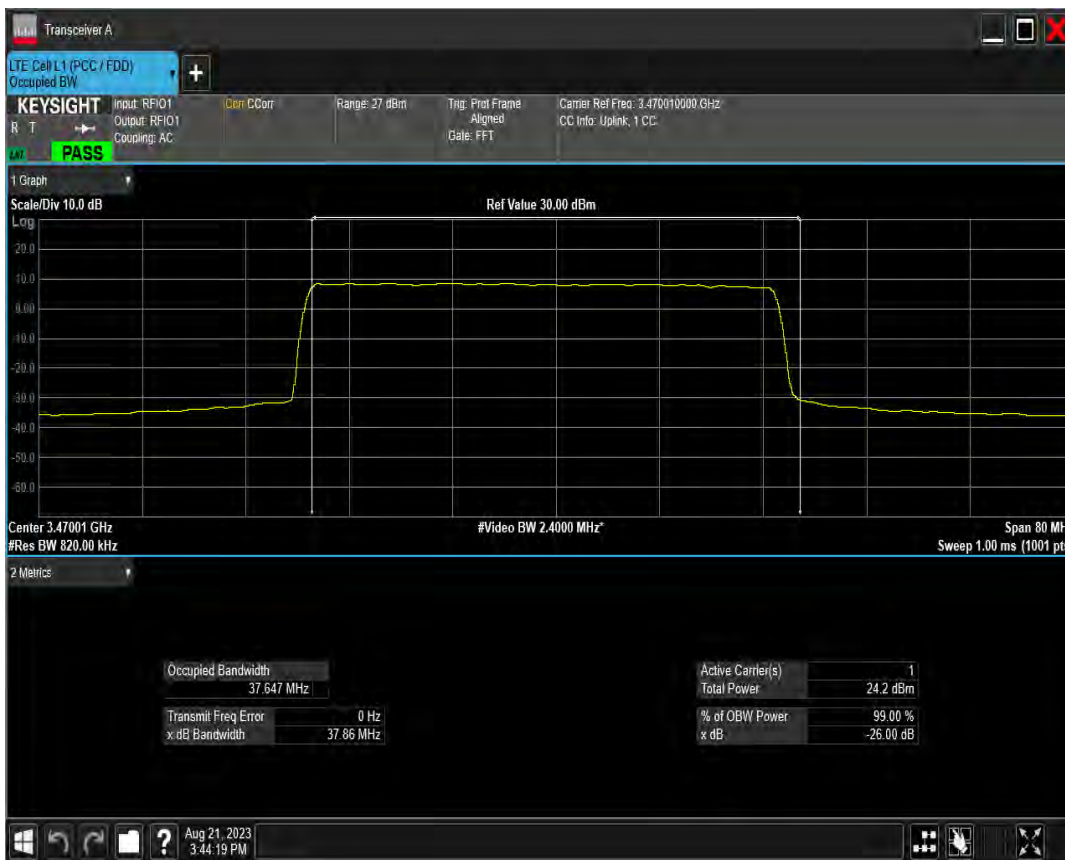 Transceiver A
LTE Cell L1 (PCC / FDD)
Occupied BW
+
KEYSIGHT
R T
PASS
Input: RFIO1
Output: RFIO1
Coupling: AC
Corr CCorr
Range: 27 dBm
Trig: Prot Frame
Aligned
Gate: FFT
Carrier Ref Freq: 3.470010000 GHz
CC Info: Uplink, 1 CC
1 Graph
Scale/Div 10.0 dB
Ref Value 30.00 dBm
Log
20.0
10.0
0.00
-10.0
-20.0
-30.0
-40.0
-50.0
-60.0
Center 3.47001 GHz
#Video BW 2.4000 MHz*
Span 80 MH
#Res BW 820.00 kHz
Sweep 1.00 ms (1001 pts
2 Metrics
Occupied Bandwidth
37.647 MHz
Transmit Freq Error 0 Hz
x dB Bandwidth 37.86 MHz
Active Carrier(s) 1
Total Power 24.2 dBm
% of OBW Power 99.00 %
x dB -26.00 dB
?
Aug 21, 2023
3:44:19 PM